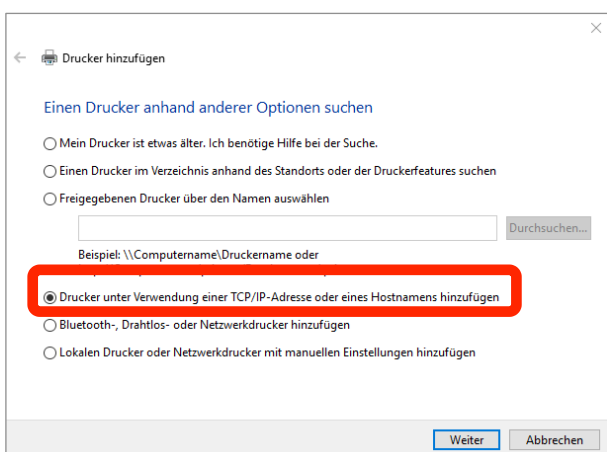 Drucker hinzufügen
Einen Drucker anhand anderer Optionen suchen
Mein Drucker ist etwas älter. Ich benötige Hilfe bei der Suche.
Einen Drucker im Verzeichnis anhand des Standorts oder der Druckerfeatures suchen
Freigegebenen Drucker über den Namen auswählen
Durchsuchen...
Beispiel: \\Computername\Druckername oder
Drucker unter Verwendung einer TCP/IP-Adresse oder eines Hostnamens hinzufügen
Bluetooth-, Drahtlos- oder Netzwerkdrucker hinzufügen
Lokalen Drucker oder Netzwerkdrucker mit manuellen Einstellungen hinzufügen
Weiter Abbrechen